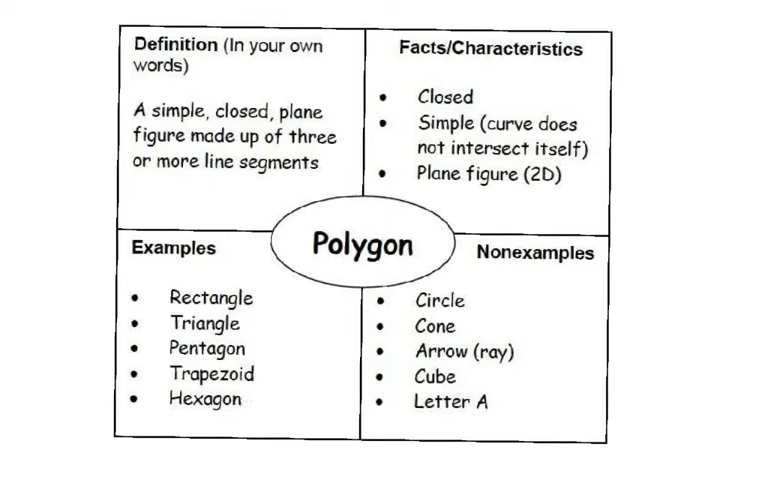 Definition (In your own
words)
A simple, closed, plane
figure made up of three
or more line segments
Facts/Characteristics
• Closed
• Simple (curve does
not intersect itself)
• Plane figure (2D)
Polygon
Examples
• Rectangle
• Triangle
• Pentagon
• Trapezoid
• Hexagon
Nonexamples
• Circle
• Cone
• Arrow (ray)
• Cube
• Letter A